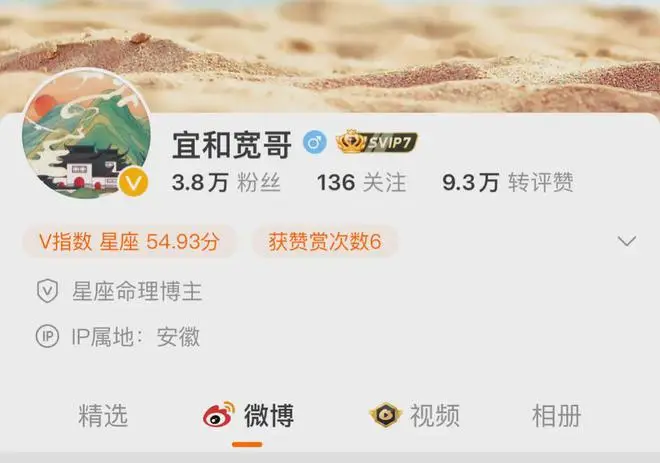 宜和宽哥 SVIP7
3.8万 粉丝 136 关注 9.3万 转评赞
V指数 星座 54.93分 获赞赏次数6
星座命理博主
IP IP属地：安徽
精选 微博 视频 相册